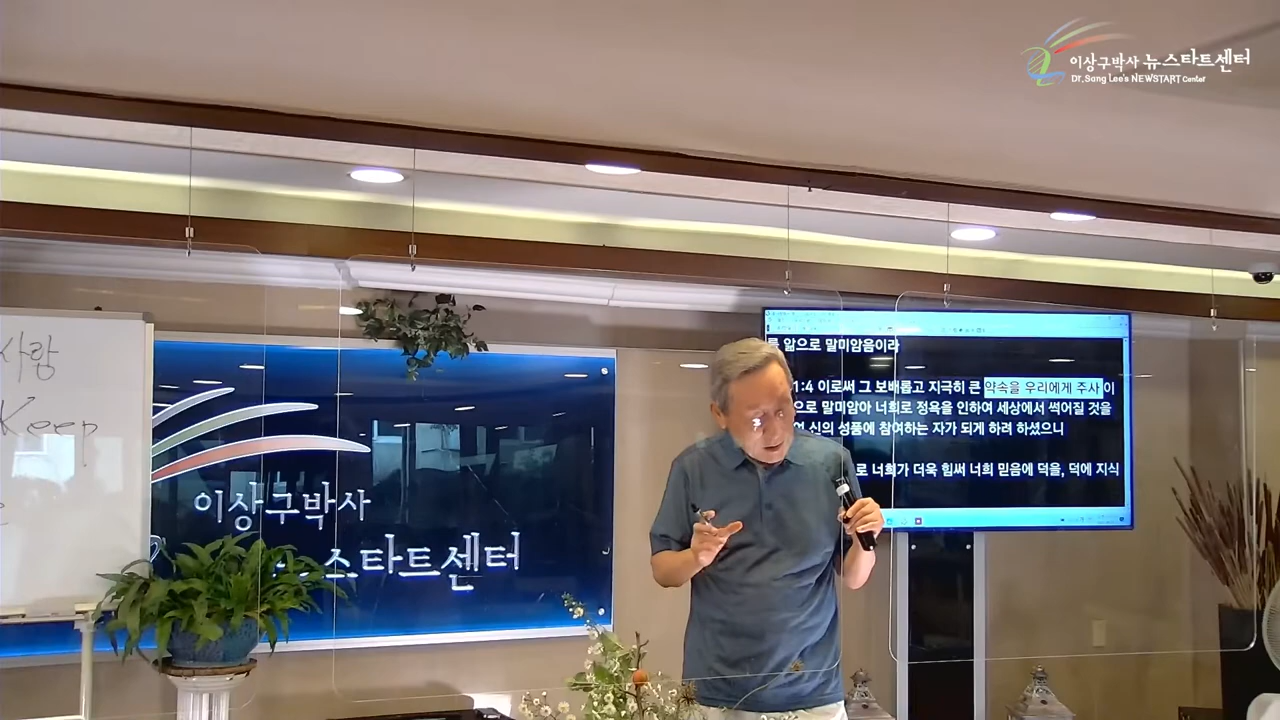 이상구박사 뉴스타트센터
Dr. Sang Lee's NEWSTART Center
사람
Keep
를 앎으로 말미암음이라
1:4 이로써 그 보배롭고 지극히 큰 약속을 우리에게 주사 이
으로 말미암아 너희로 정욕을 인하여 세상에서 썩어질 것을
여 신의 성품에 참여하는 자가 되게 하려 하셨으니
로 너희가 더욱 힘써 너희 믿음에 덕을, 덕에 지식
이상구박사
스타트센터